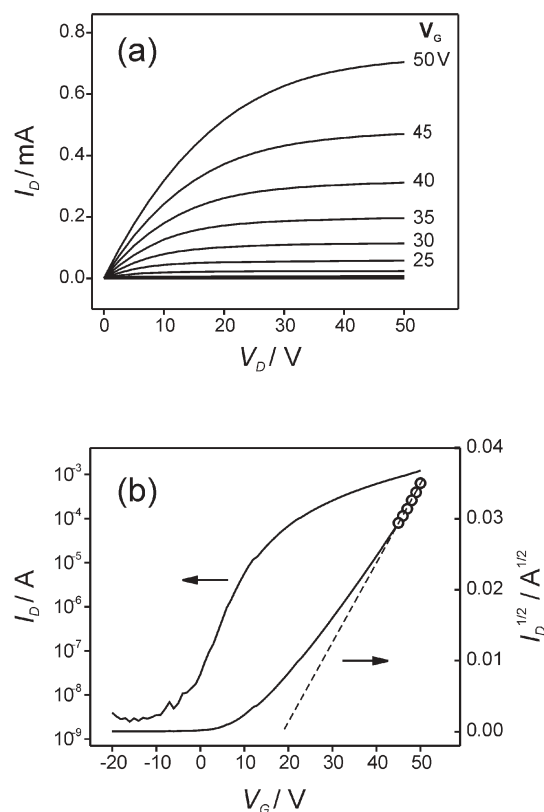 (a)
V_G
50 V
45
40
35
30
25
0.8
0.6
0.4
0.2
0.0
I_D / mA
0 10 20 30 40 50
V_D / V
(b)
10^-3
10^-4
10^-5
10^-6
10^-7
10^-8
10^-9
I_D / A
0.04
0.03
0.02
0.01
0.00
I_D^1/2 / A^1/2
-20 -10 0 10 20 30 40 50
V_G / V